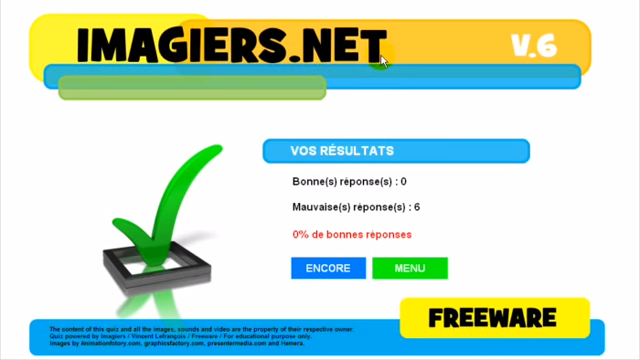 IMAGIERS.NET
V.6
VOS RÉSULTATS
Bonne(s) réponse(s) : 0
Mauvaise(s) réponse(s) : 6
0% de bonnes réponses
ENCORE
MENU
FREEWARE
The content of this quiz and all the images, sounds and video are the property of their respective owner.
Quiz powered by Imagiers / Vincent Lefrançois / Freeware / For educational purpose only.
Images by Animationfstory.com, graphicsfactory.com, presentermedia.com and Hemera.